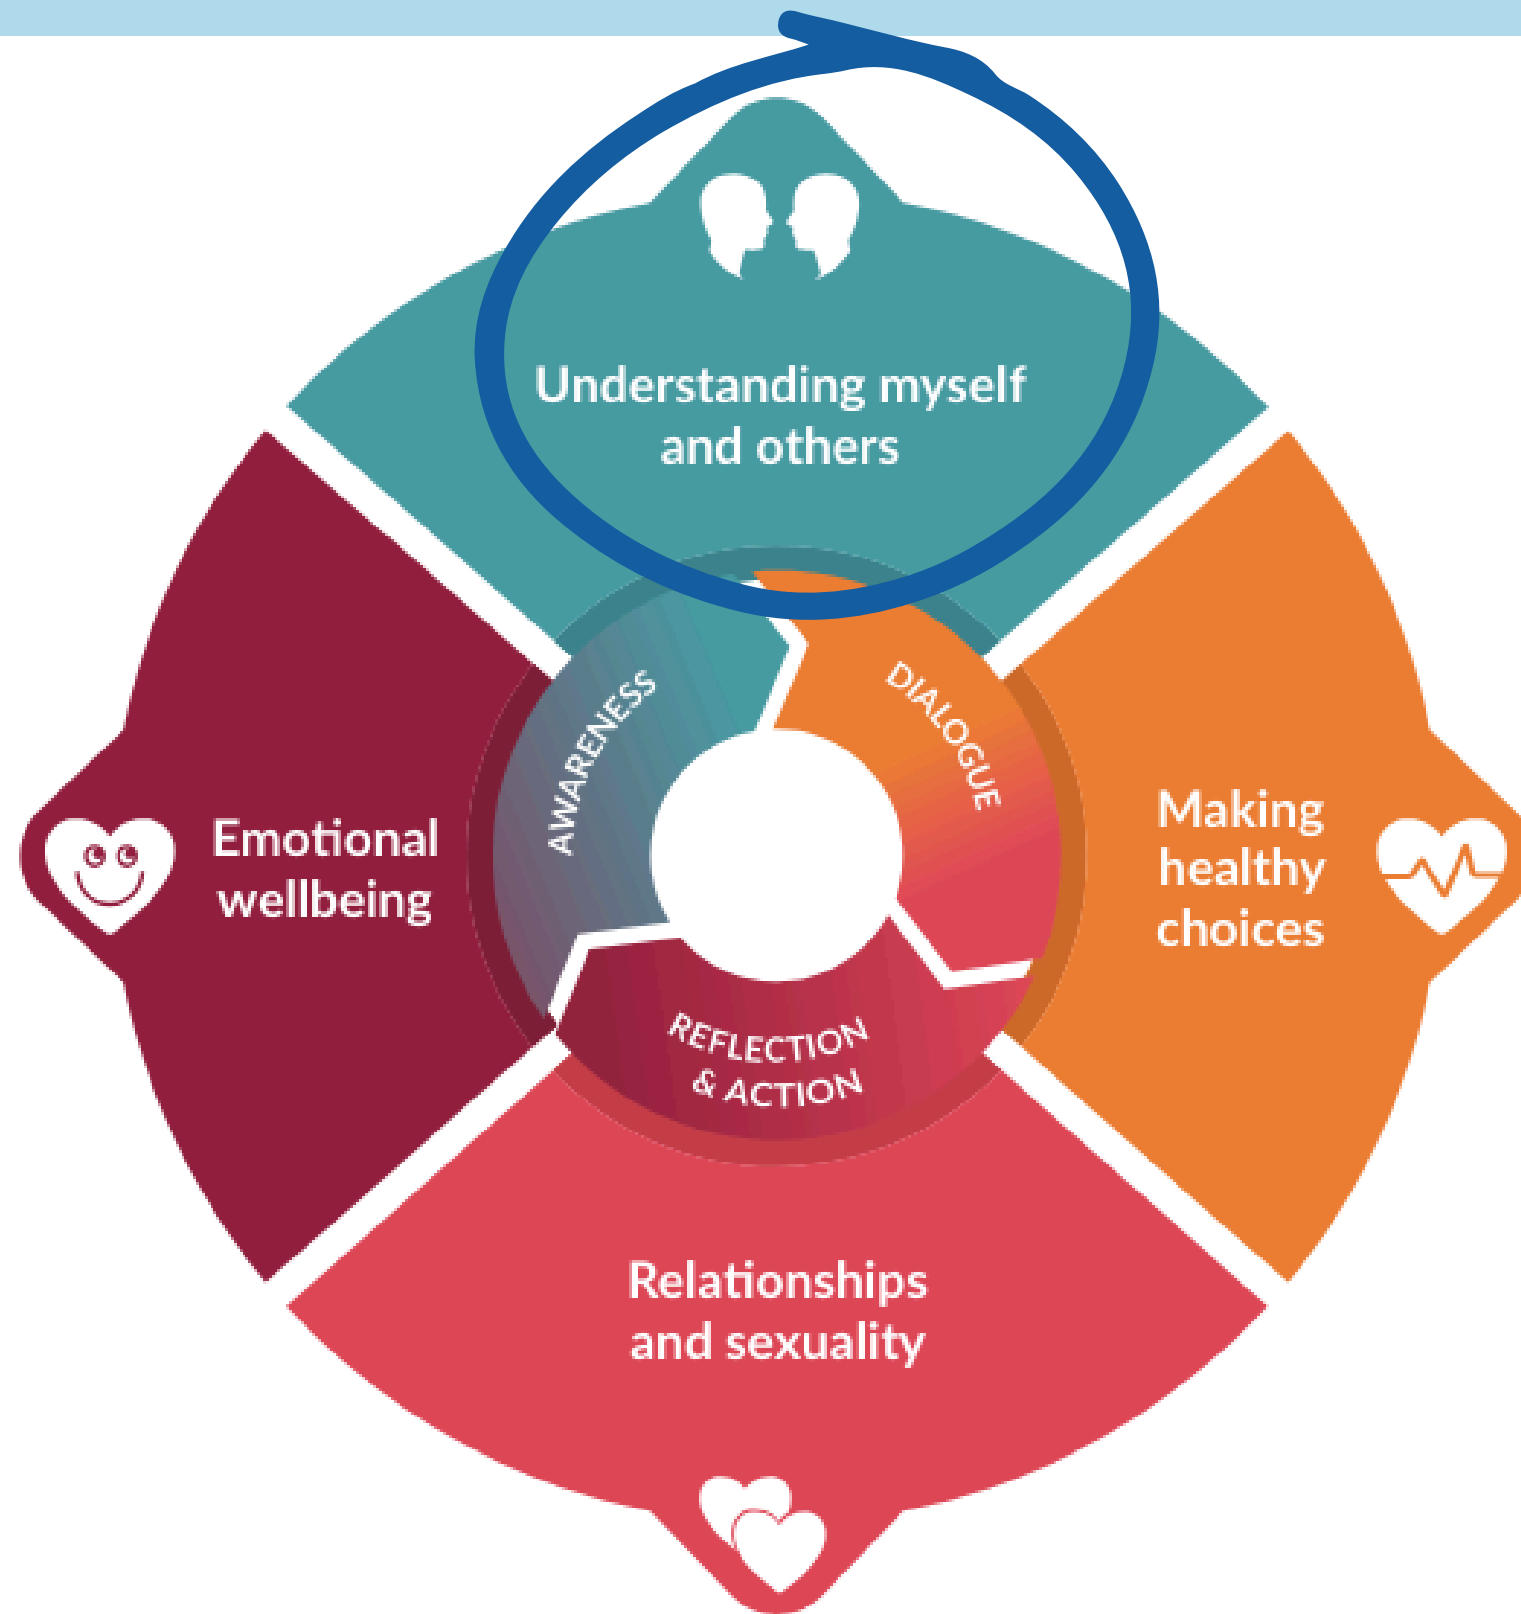 Understanding myself
and others
AWARENESS
DIALOGUE
Emotional
wellbeing
Making
healthy
choices
REFLECTION
& ACTION
Relationships
and sexuality